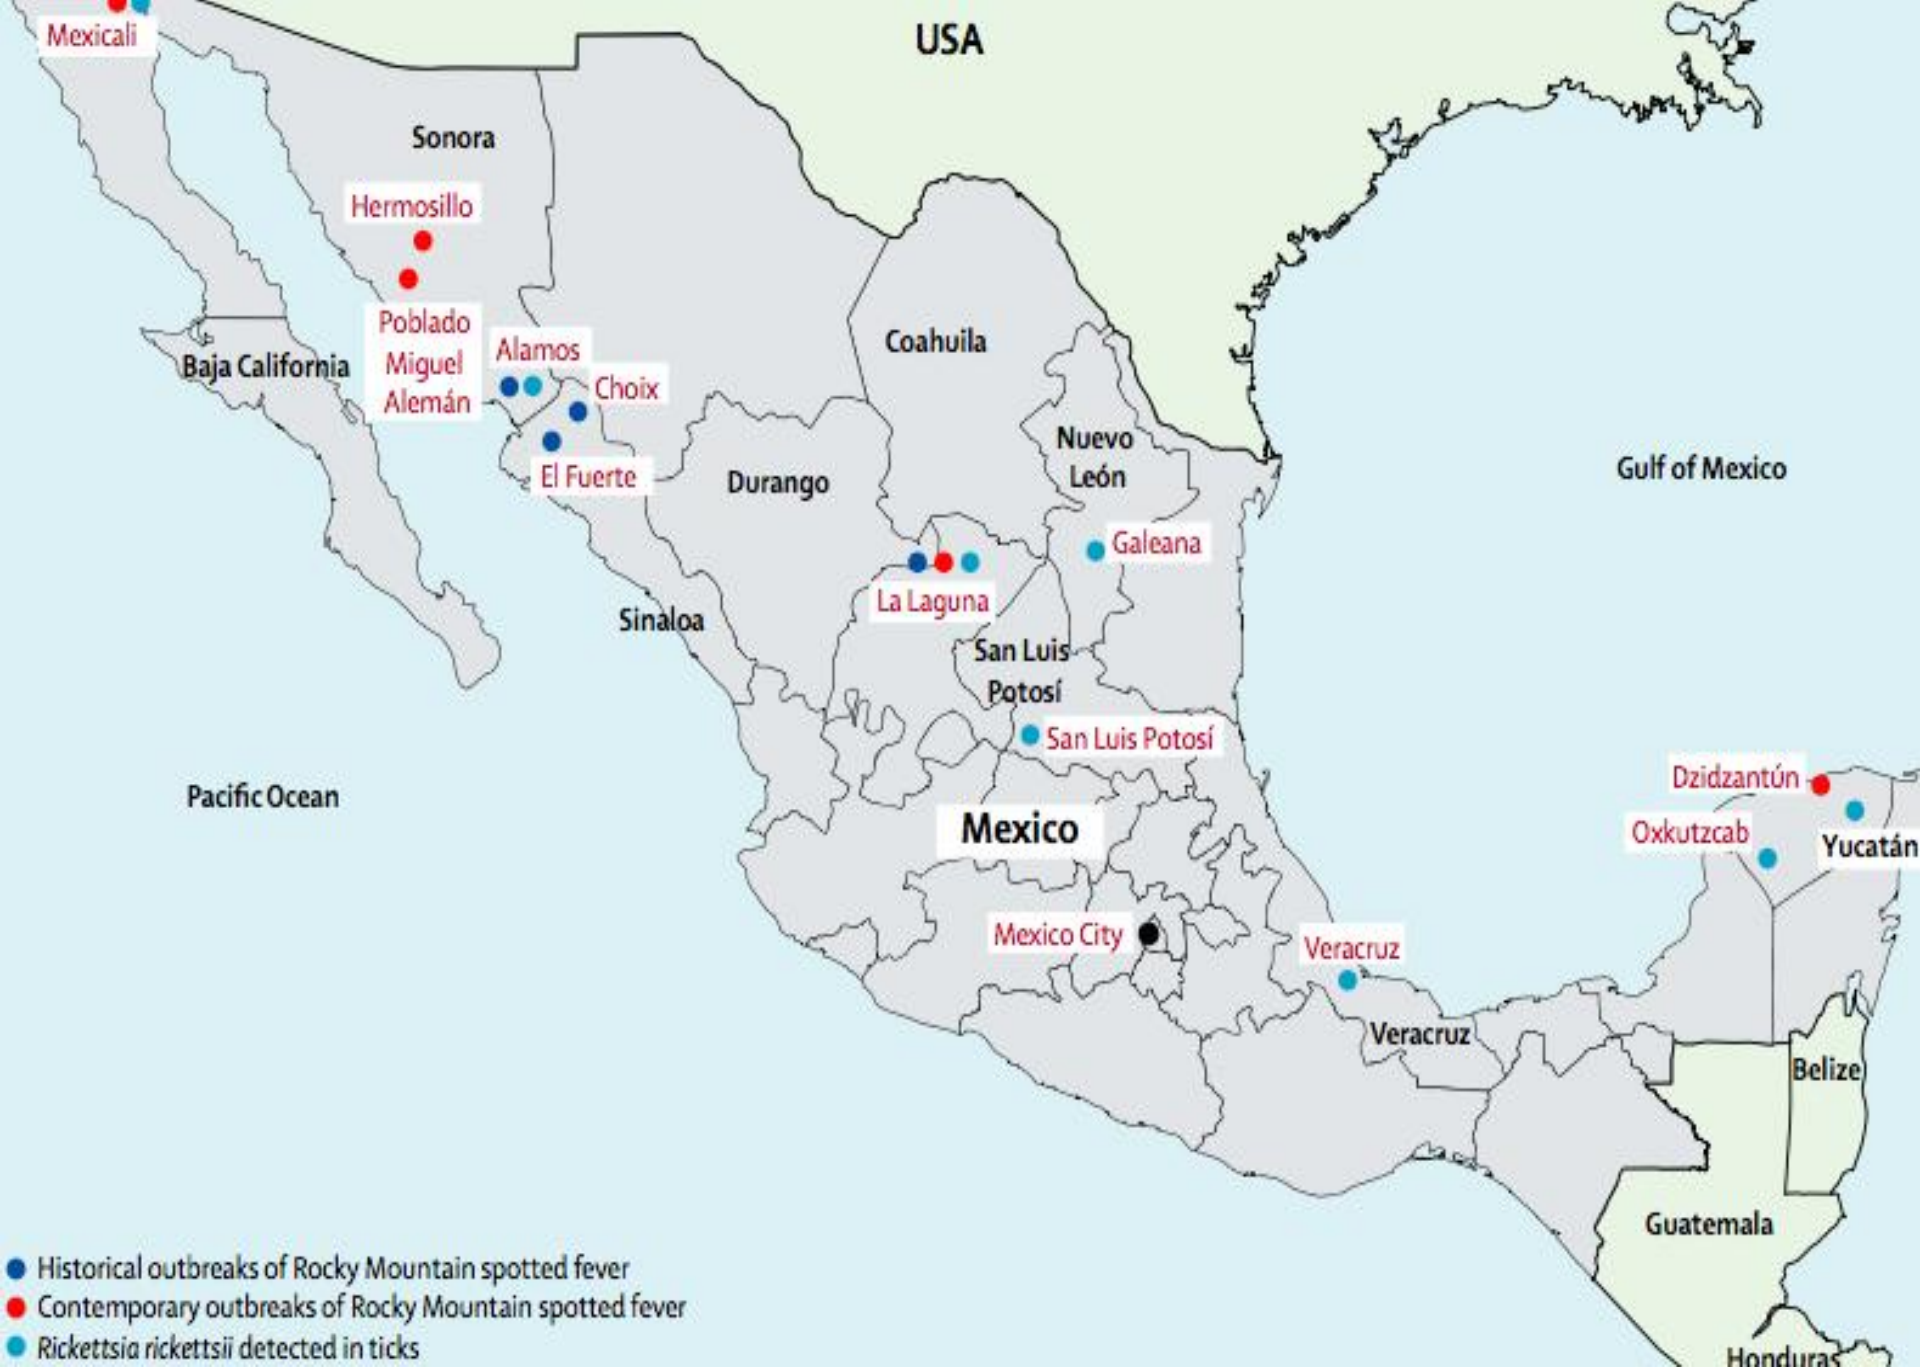 Mexicali
USA
Sonora
Hermosillo
Poblado
Miguel
Alemán
Alamos
Choix
El Fuerte
Baja California
Coahuila
Nuevo
León
Durango
Gulf of Mexico
Galeana
La Laguna
Sinaloa
San Luis
Potosí
San Luis Potosí
Pacific Ocean
Dzidzantún
Oxkutzcab
Yucatán
Mexico
Mexico City
Veracruz
Veracruz
Belize
Guatemala
Honduras
Historical outbreaks of Rocky Mountain spotted fever
Contemporary outbreaks of Rocky Mountain spotted fever
Rickettsia rickettsii detected in ticks